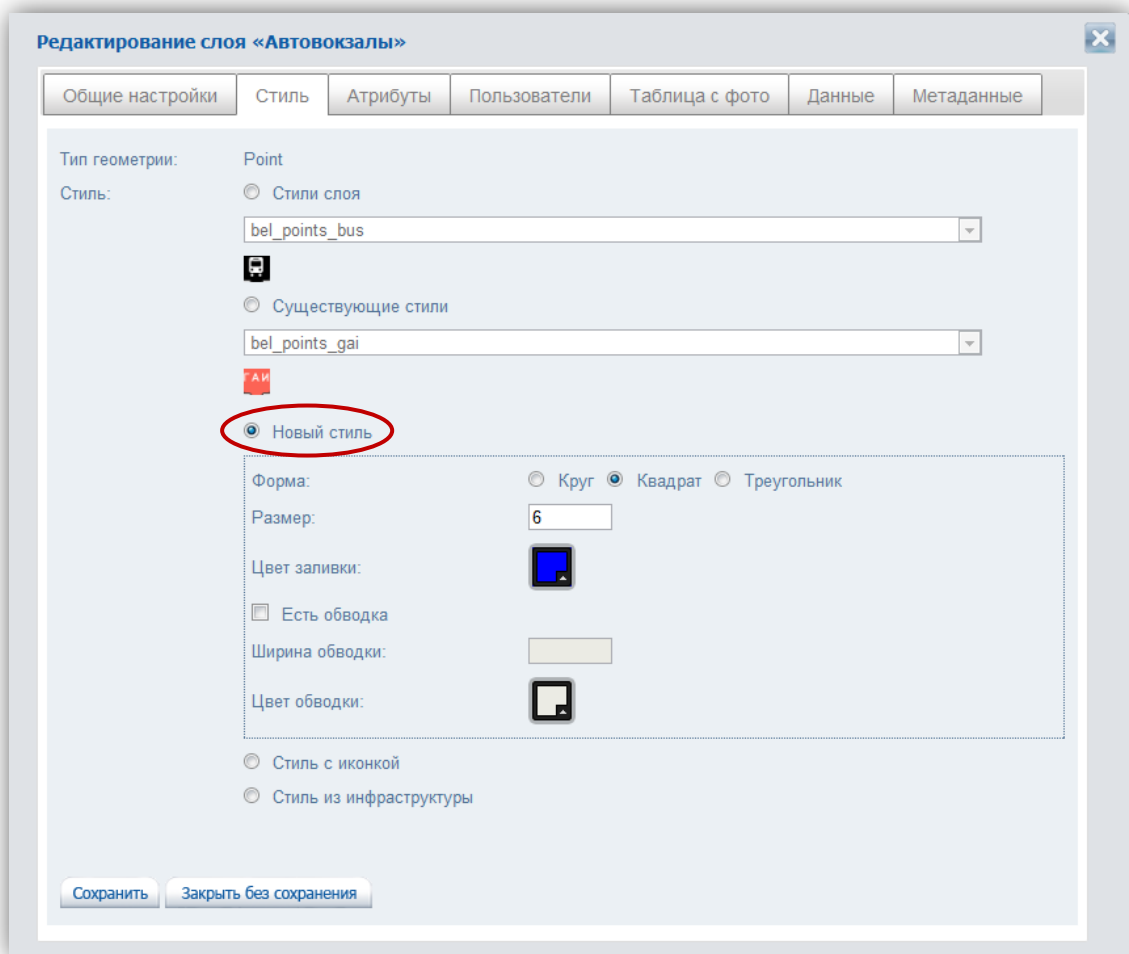 Редактирование слоя «Автовокзалы»
Общие настройки Стиль Атрибуты Пользователи Таблица с фото Данные Метаданные
Тип геометрии: Point
Стиль: Стили слоя
bel_points_bus
Существующие стили
bel_points_gai
ГАИ
Новый стиль
Форма: Круг Квадрат Треугольник
Размер: 6
Цвет заливки:
Есть обводка
Ширина обводки:
Цвет обводки:
Стиль с иконкой
Стиль из инфраструктуры
Сохранить Закрыть без сохранения